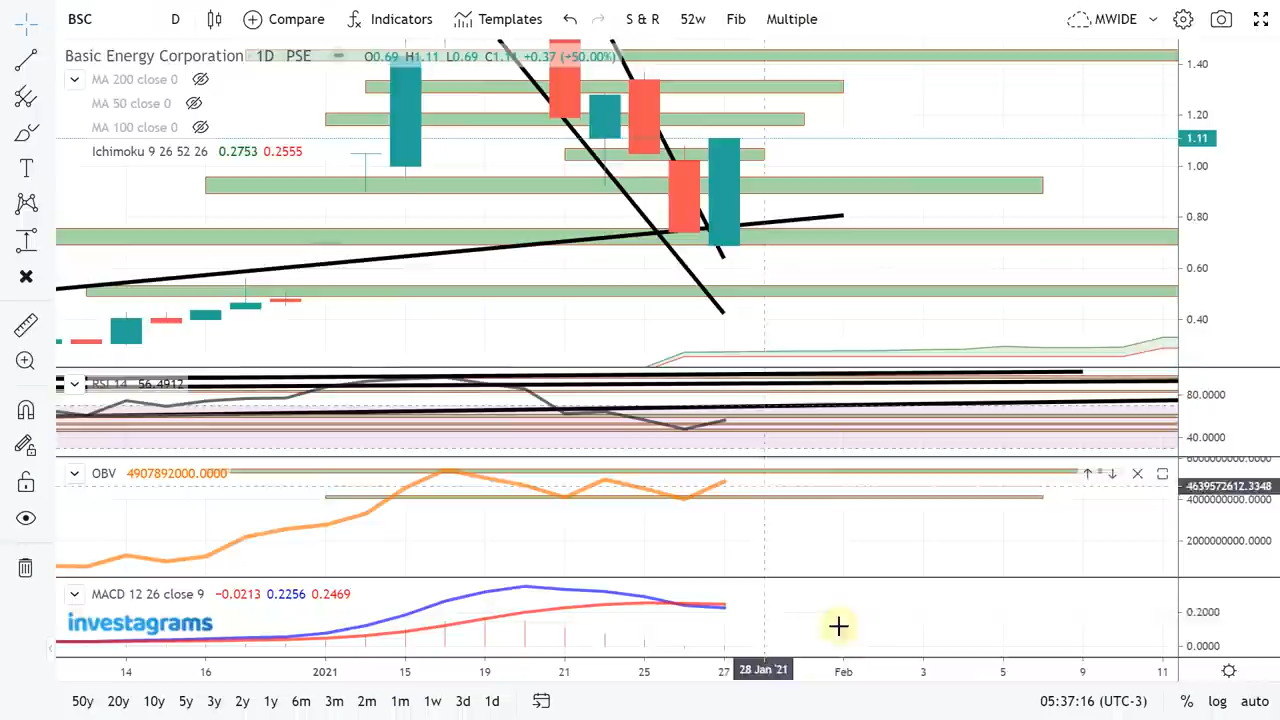 BSC D Compare Indicators Templates S & R 52w Fib Multiple MWIDE
Basic Energy Corporation 1D PSE O0.69 H1.11 L0.69 C1.11 +0.37 (+50.00%)
MA 200 close 0
MA 50 close 0
MA 100 close 0
Ichimoku 9 26 52 26 0.2753 0.2555
1.40
1.20
1.11
1.00
0.80
0.60
0.40
RSI 14 56.4912
80.0000
40.0000
OBV 4907892000.0000
6000000000.0000
4639572612.3348
4000000000.0000
2000000000.0000
MACD 12 26 close 9 −0.0213 0.2256 0.2469
investagrams
0.2000
0.0000
14 16 2021 15 19 21 25 27 28 Jan '21 Feb 3 5 9 11
50y 20y 10y 5y 3y 2y 1y 6m 3m 2m 1m 1w 3d 1d 05:37:16 (UTC-3) % log auto